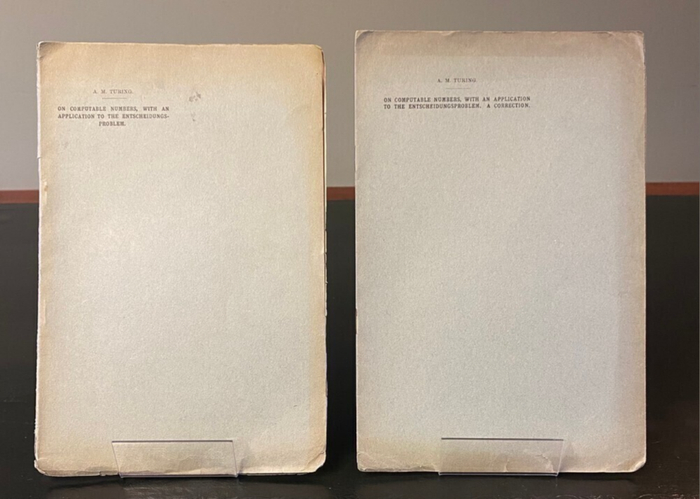 A. M. TURING.
ON COMPUTABLE NUMBERS, WITH AN
APPLICATION TO THE ENTSCHEIDUNGS-
PROBLEM.
A. M. TURING
ON COMPUTABLE NUMBERS, WITH AN APPLICATION
TO THE ENTSCHEIDUNGSPROBLEM. A CORRECTION.